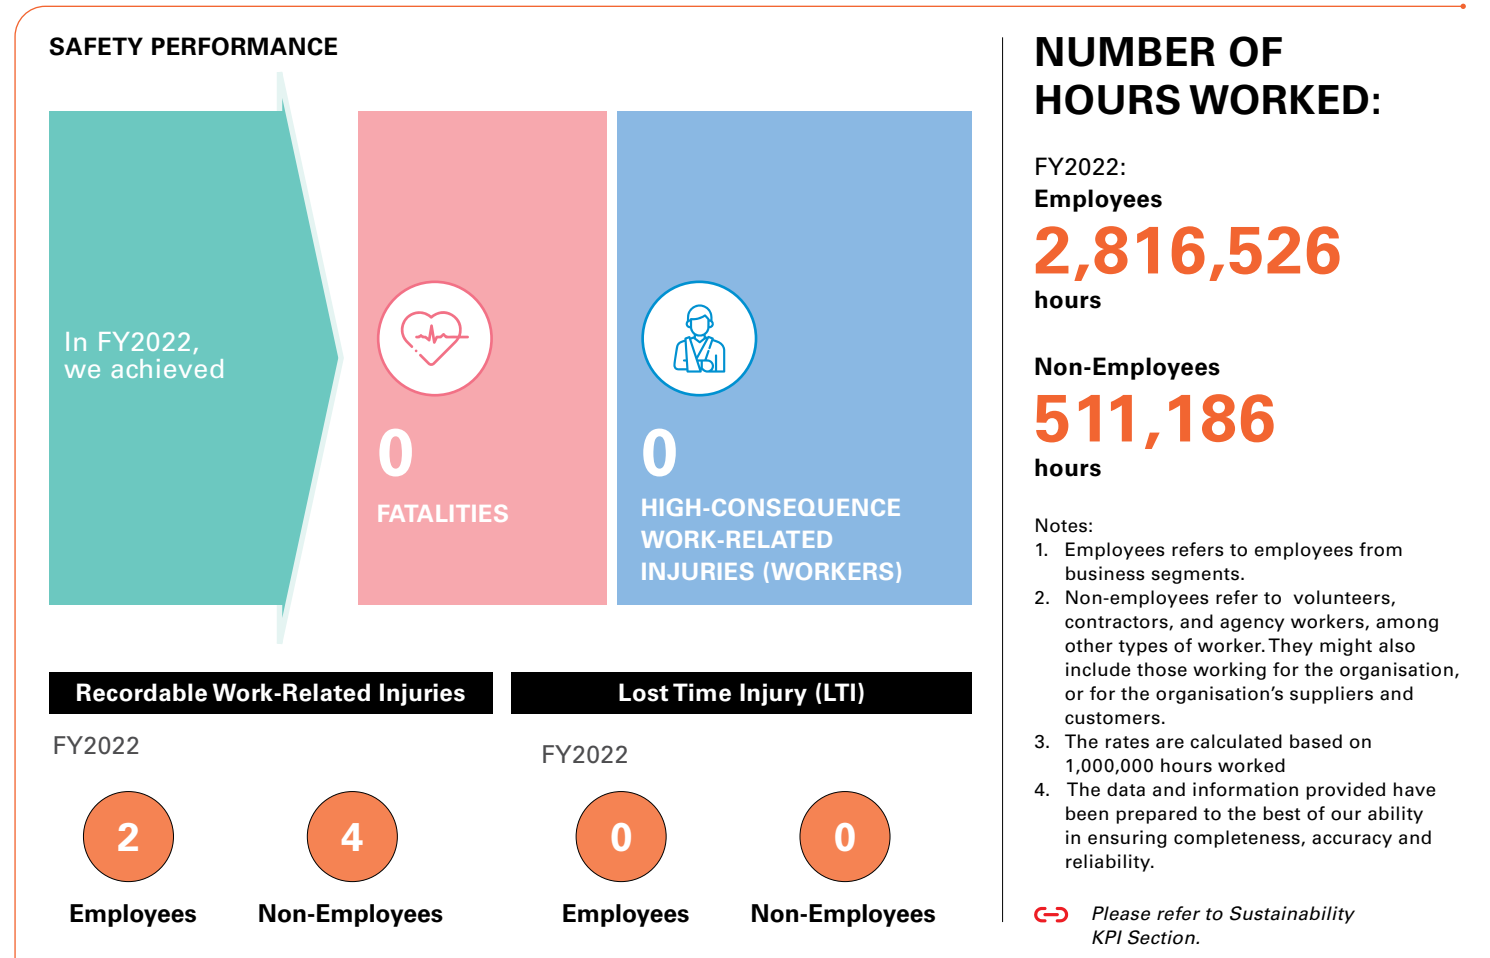 SAFETY PERFORMANCE
In FY2022,
we achieved
0
FATALITIES
0
HIGH-CONSEQUENCE
WORK-RELATED
INJURIES (WORKERS)
Recordable Work-Related Injuries
FY2022
2
Employees
4
Non-Employees
Lost Time Injury (LTI)
FY2022
0
Employees
0
Non-Employees
NUMBER OF
HOURS WORKED:
FY2022:
Employees
2,816,526
hours
Non-Employees
511,186
hours
Notes:
1. Employees refers to employees from
business segments.
2. Non-employees refer to volunteers,
contractors, and agency workers, among
other types of worker. They might also
include those working for the organisation,
or for the organisation's suppliers and
customers.
3. The rates are calculated based on
1,000,000 hours worked
4. The data and information provided have
been prepared to the best of our ability
in ensuring completeness, accuracy and
reliability.
Please refer to Sustainability
KPI Section.